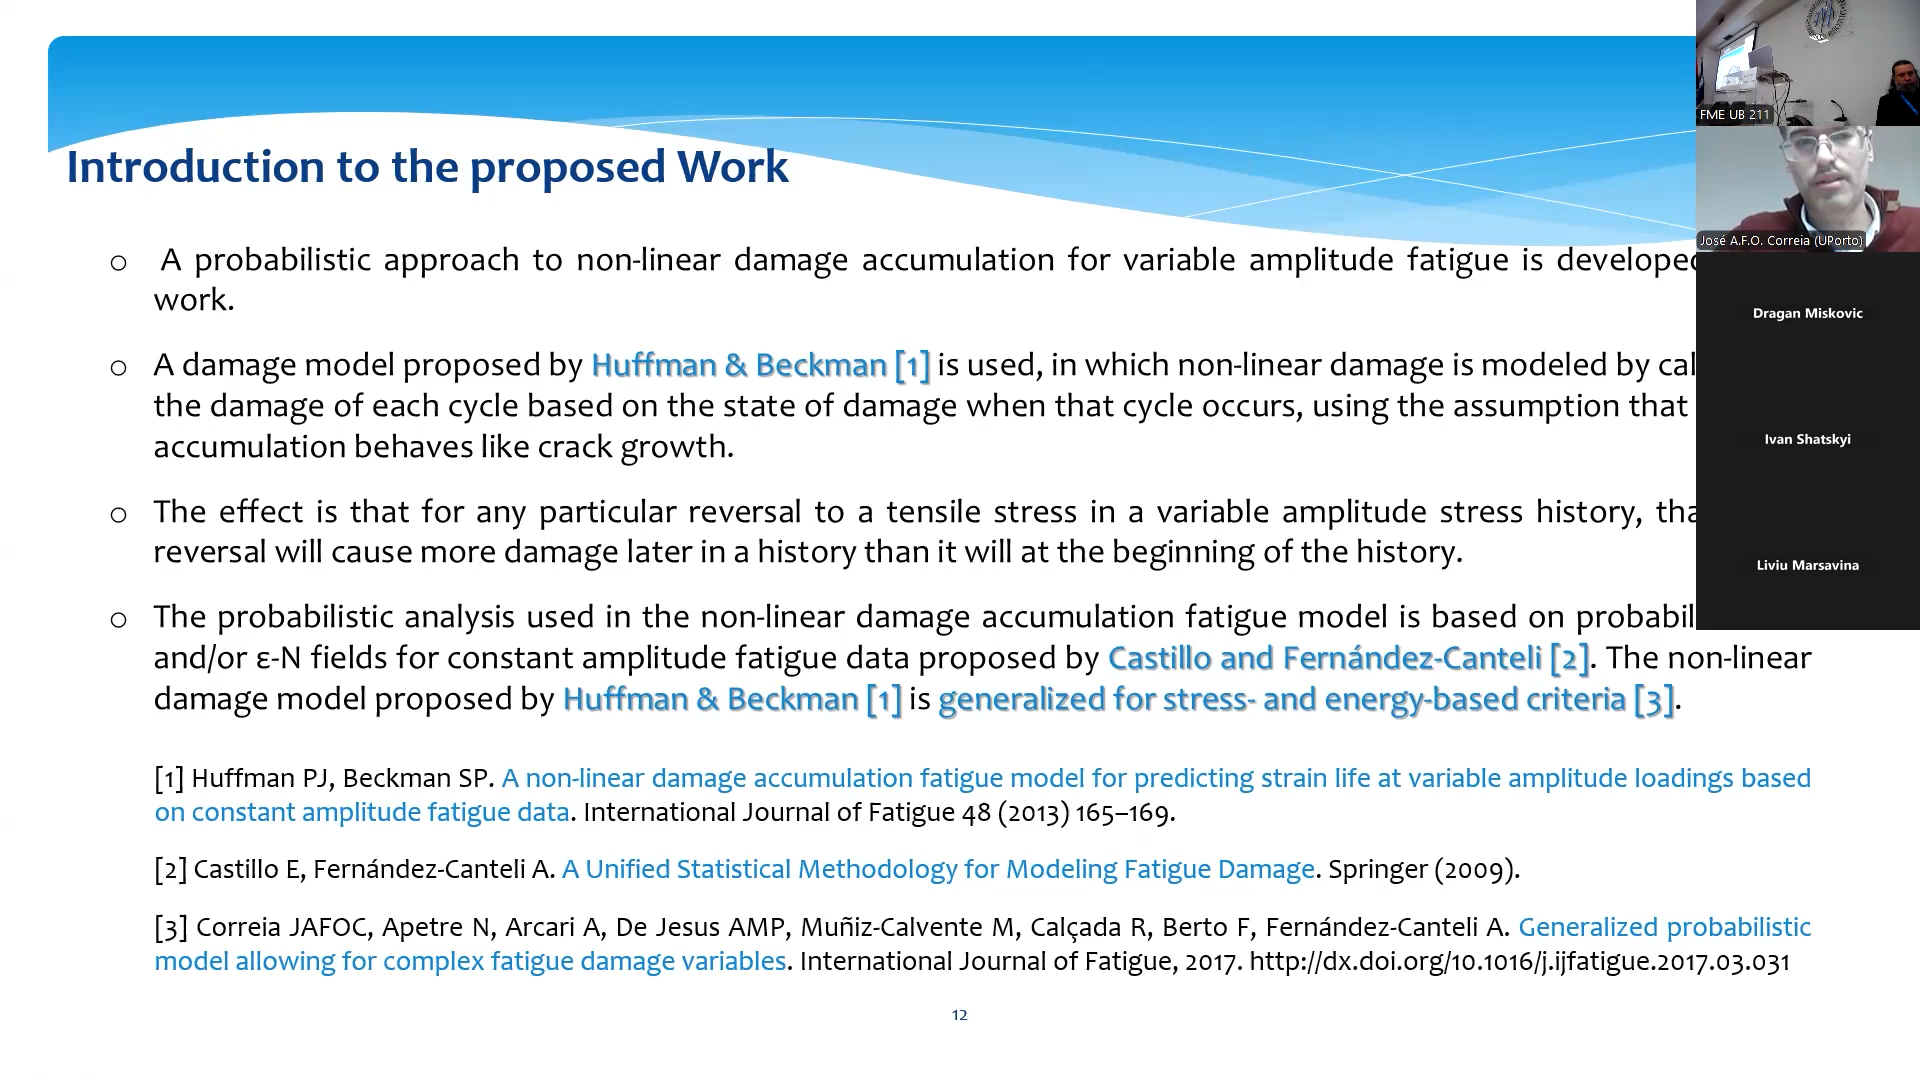 FME UB 211
Introduction to the proposed Work
José A.F.O. Correia (UPorto)
○ A probabilistic approach to non-linear damage accumulation for variable amplitude fatigue is
work.
Dragan Miskovic
○ A damage model proposed by Huffman & Beckman [1] is used, in which non-linear damage is modeled by
the damage of each cycle based on the state of damage when that cycle occurs, using the assumption that
accumulation behaves like crack growth.
Ivan Shatskyi
○ The effect is that for any particular reversal to a tensile stress in a variable amplitude stress history,
reversal will cause more damage later in a history than it will at the beginning of the history.
Liviu Marsavina
○ The probabilistic analysis used in the non-linear damage accumulation fatigue model is based on
and/or ε-N fields for constant amplitude fatigue data proposed by Castillo and Fernández-Canteli [2]. The non-linear
damage model proposed by Huffman & Beckman [1] is generalized for stress- and energy-based criteria [3].
[1] Huffman PJ, Beckman SP. A non-linear damage accumulation fatigue model for predicting strain life at variable amplitude loadings based
on constant amplitude fatigue data. International Journal of Fatigue 48 (2013) 165–169.
[2] Castillo E, Fernández-Canteli A. A Unified Statistical Methodology for Modeling Fatigue Damage. Springer (2009).
[3] Correia JAFOC, Apetre N, Arcari A, De Jesus AMP, Muñiz-Calvente M, Calçada R, Berto F, Fernández-Canteli A. Generalized probabilistic
model allowing for complex fatigue damage variables. International Journal of Fatigue, 2017. http://dx.doi.org/10.1016/j.ijfatigue.2017.03.031
12